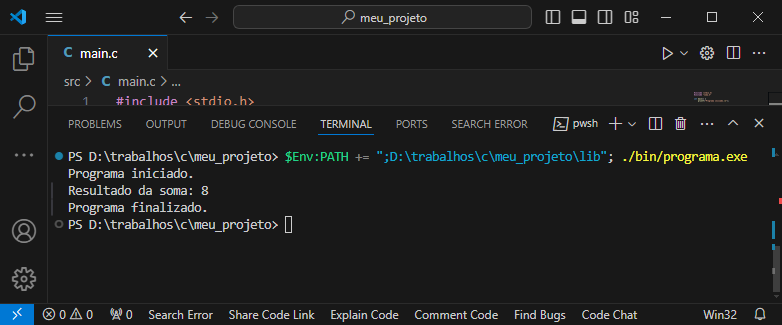 meu_projeto
C main.c
src > C main.c > ...
1 #include <stdio.h>
PROBLEMS OUTPUT DEBUG CONSOLE TERMINAL PORTS SEARCH ERROR pwsh
PS D:\trabalhos\c\meu_projeto> $Env:PATH += ";D:\trabalhos\c\meu_projeto\lib"; ./bin/programa.exe
Programa iniciado.
Resultado da soma: 8
Programa finalizado.
PS D:\trabalhos\c\meu_projeto>
0 0 0 Search Error Share Code Link Explain Code Comment Code Find Bugs Code Chat Win32